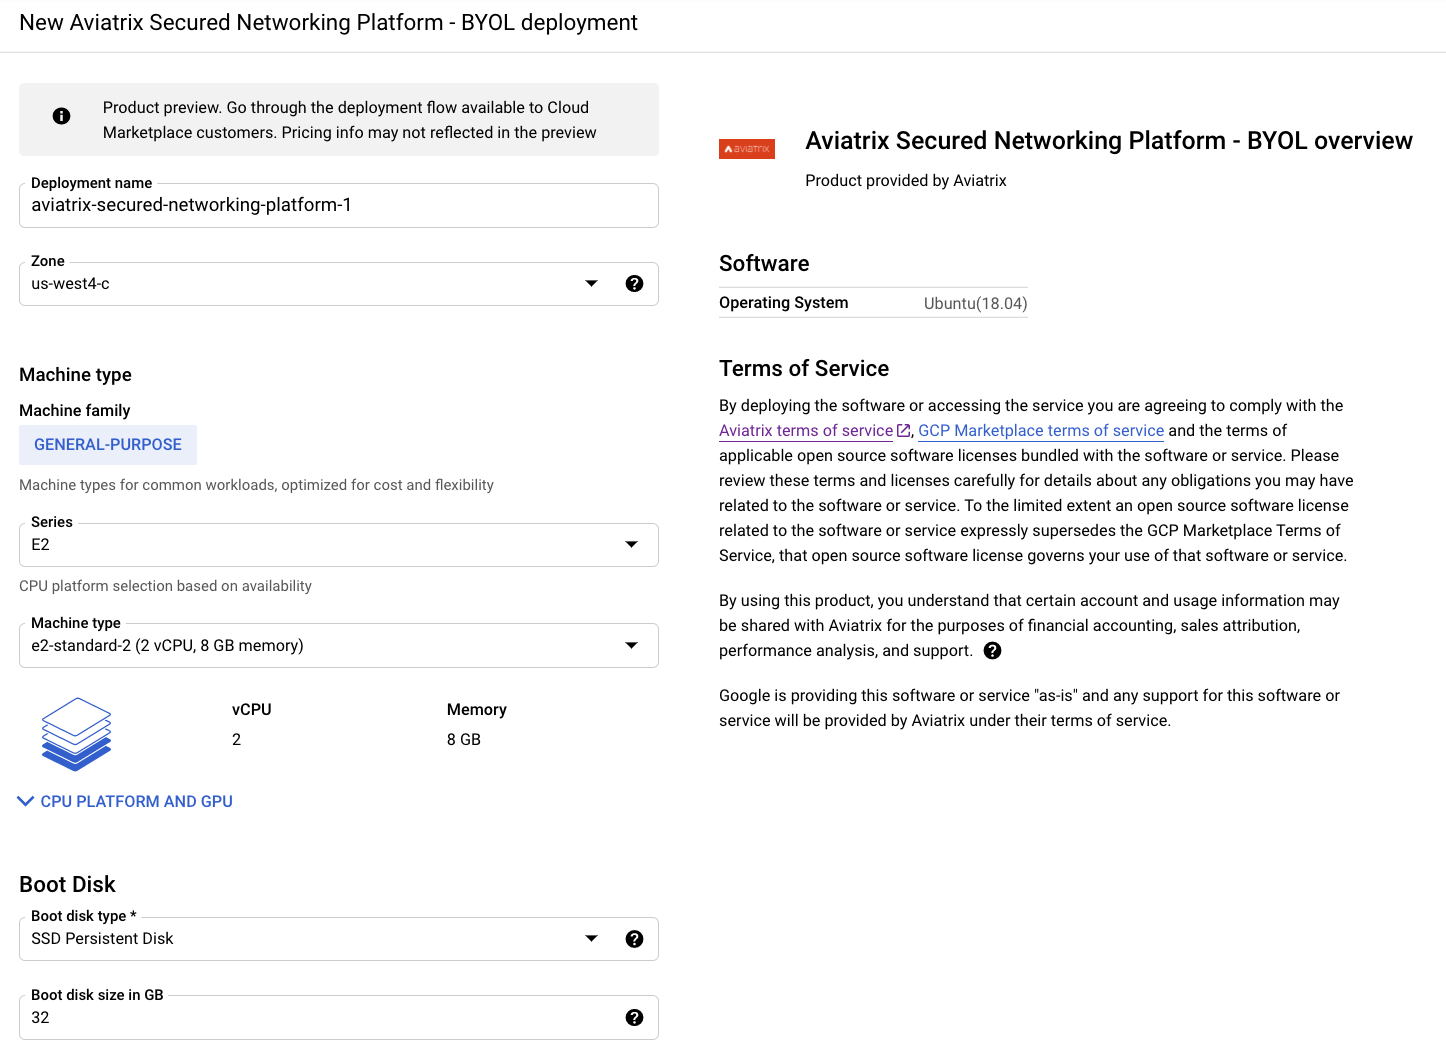 New Aviatrix Secured Networking Platform - BYOL deployment
Product preview. Go through the deployment flow available to Cloud
Marketplace customers. Pricing info may not reflected in the preview
Deployment name
aviatrix-secured-networking-platform-1
Zone
us-west4-c
Machine type
Machine family
GENERAL-PURPOSE
Machine types for common workloads, optimized for cost and flexibility
Series
E2
CPU platform selection based on availability
Machine type
e2-standard-2 (2 vCPU, 8 GB memory)
vCPU
Memory
2
8 GB
CPU PLATFORM AND GPU
Boot Disk
Boot disk type *
SSD Persistent Disk
Boot disk size in GB
32
aviatrix
Aviatrix Secured Networking Platform - BYOL overview
Product provided by Aviatrix
Software
Operating System Ubuntu(18.04)
Terms of Service
By deploying the software or accessing the service you are agreeing to comply with the
Aviatrix terms of service, GCP Marketplace terms of service and the terms of
applicable open source software licenses bundled with the software or service. Please
review these terms and licenses carefully for details about any obligations you may have
related to the software or service. To the limited extent an open source software license
related to the software or service expressly supersedes the GCP Marketplace Terms of
Service, that open source software license governs your use of that software or service.
By using this product, you understand that certain account and usage information may
be shared with Aviatrix for the purposes of financial accounting, sales attribution,
performance analysis, and support.
Google is providing this software or service "as-is" and any support for this software or
service will be provided by Aviatrix under their terms of service.